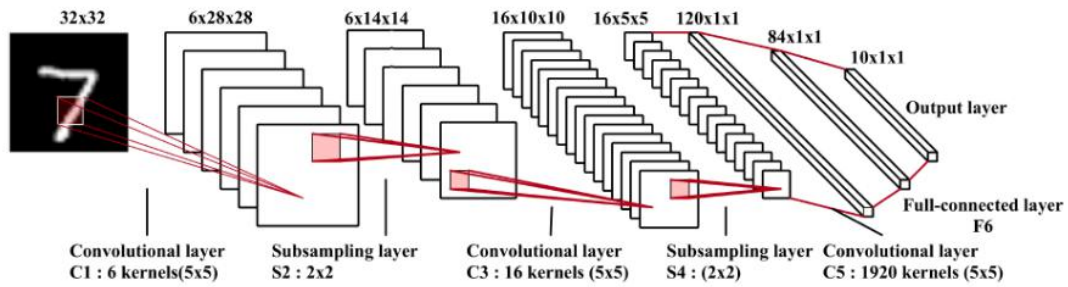 32x32
6x28x28
6x14x14
16x10x10
16x5x5
120x1x1
84x1x1
10x1x1
Output layer
Full-connected layer
F6
Convolutional layer
C1 : 6 kernels(5x5)
Subsampling layer
S2 : 2x2
Convolutional layer
C3 : 16 kernels (5x5)
Subsampling layer
S4 : (2x2)
Convolutional layer
C5 : 1920 kernels (5x5)
7